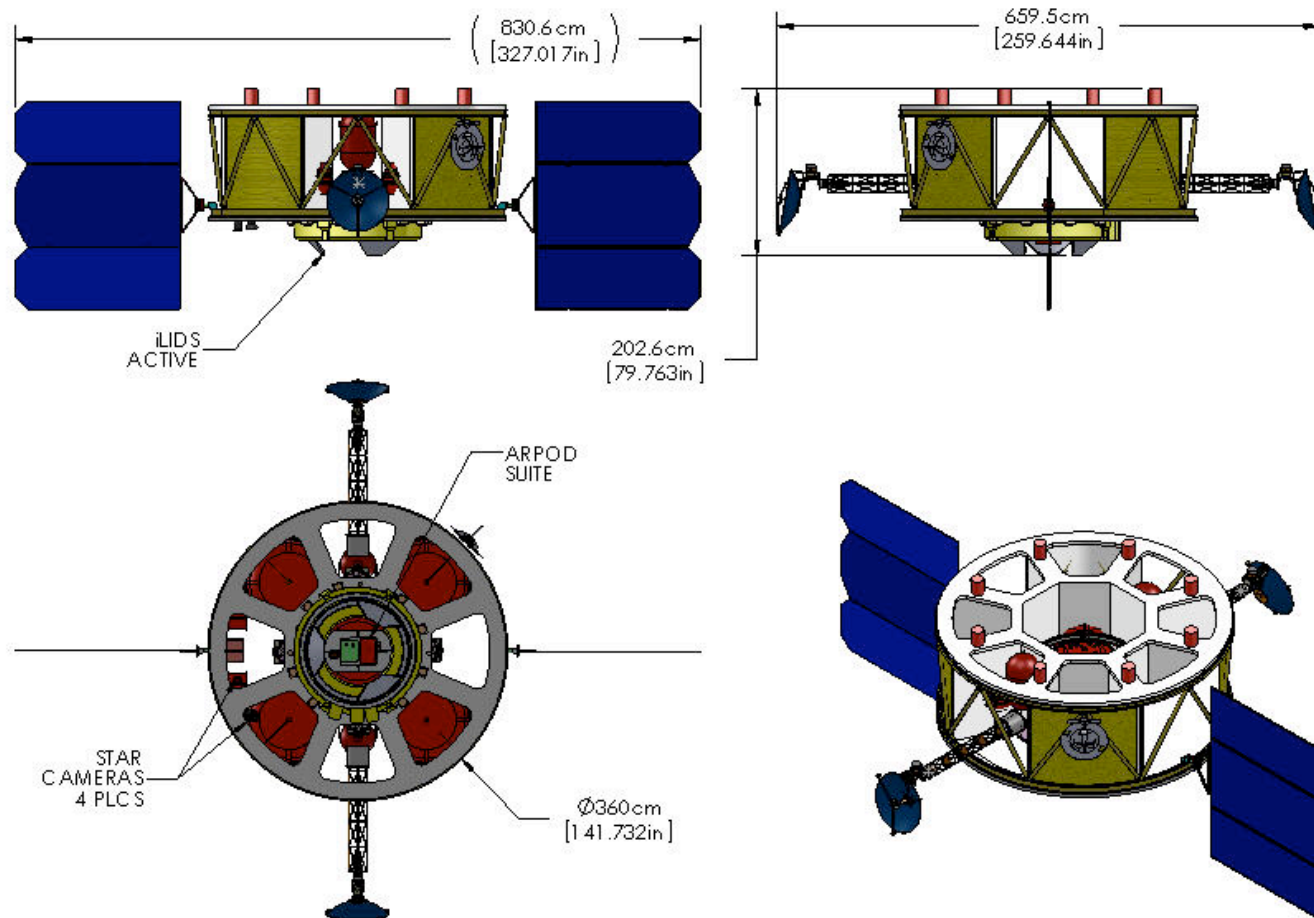 ( 830.6cm )
[327.017in]
659.5cm
[259.644in]
iLIDS
ACTIVE
202.6cm
[79.763in]
ARPOD
SUITE
STAR
CAMERAS
4 PLCS
Ø360cm
[141.732in]